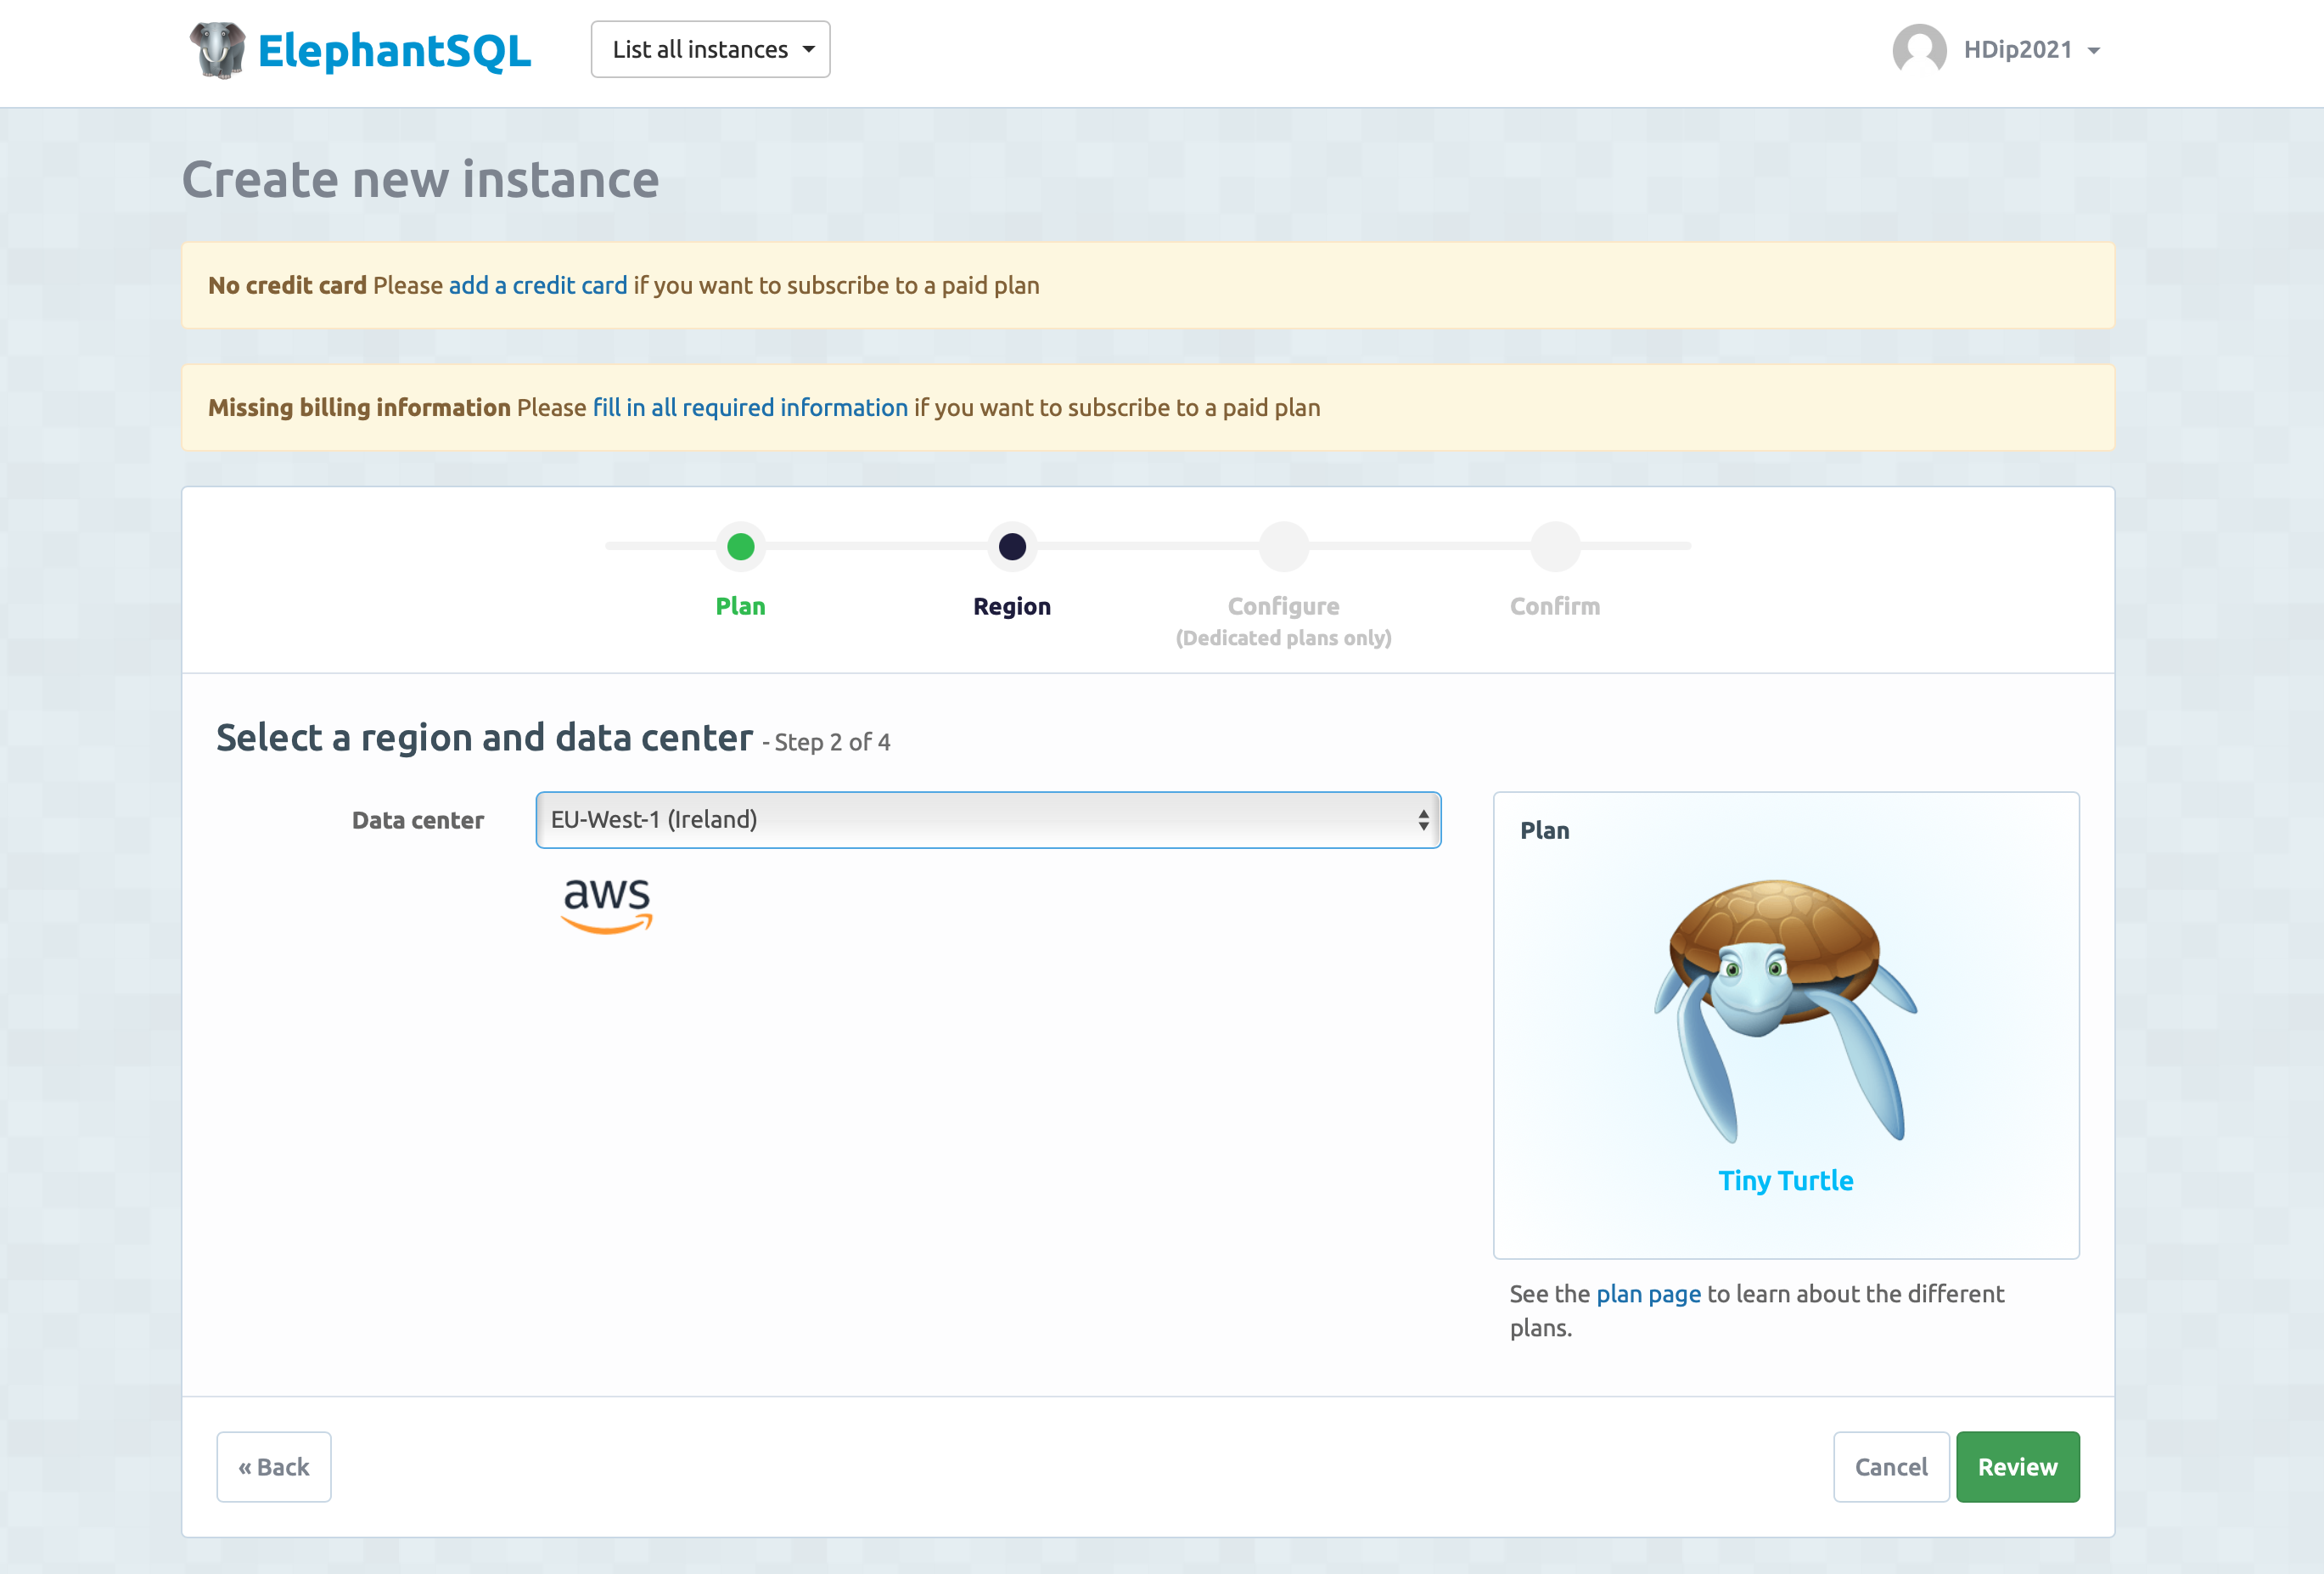 ElephantSQL
List all instances
HDip2021
Create new instance
No credit card Please add a credit card if you want to subscribe to a paid plan
Missing billing information Please fill in all required information if you want to subscribe to a paid plan
Plan
Region
Configure
(Dedicated plans only)
Confirm
Select a region and data center - Step 2 of 4
Data center
EU-West-1 (Ireland)
aws
Plan
Tiny Turtle
See the plan page to learn about the different
plans.
« Back
Cancel
Review